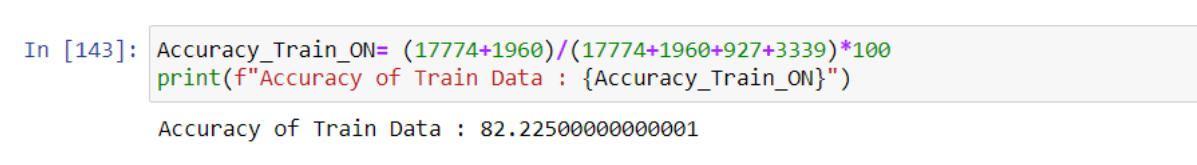 In [143]: Accuracy_Train_ON= (17774+1960)/(17774+1960+927+3339)*100
print(f"Accuracy of Train Data : {Accuracy_Train_ON}")
Accuracy of Train Data : 82.22500000000001